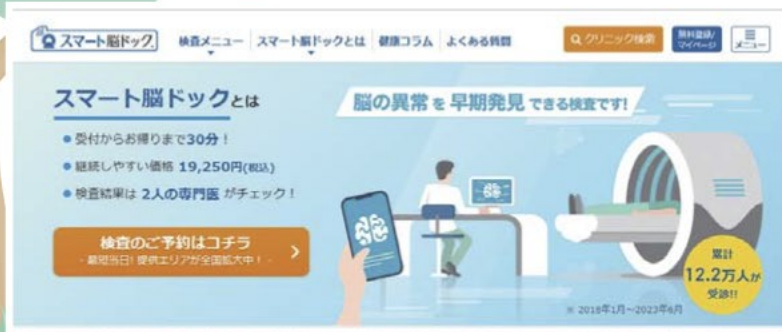 スマート脳ドック
検査メニュー スマート脳ドックとは 健康コラム よくある質問
クリニック検索
無料登録/
マイページ
メニュー
スマート脳ドックとは
脳の異常を早期発見できる検査です!
●受付からお帰りまで30分!
●継続しやすい価格 19,250円(税込)
●検査結果は 2人の専門医 がチェック!
検査のご予約はコチラ
- 最短当日! 提供エリアが全国拡大中! -
累計
12.2万人が
受診!!
※ 2018年1月～2023年6月